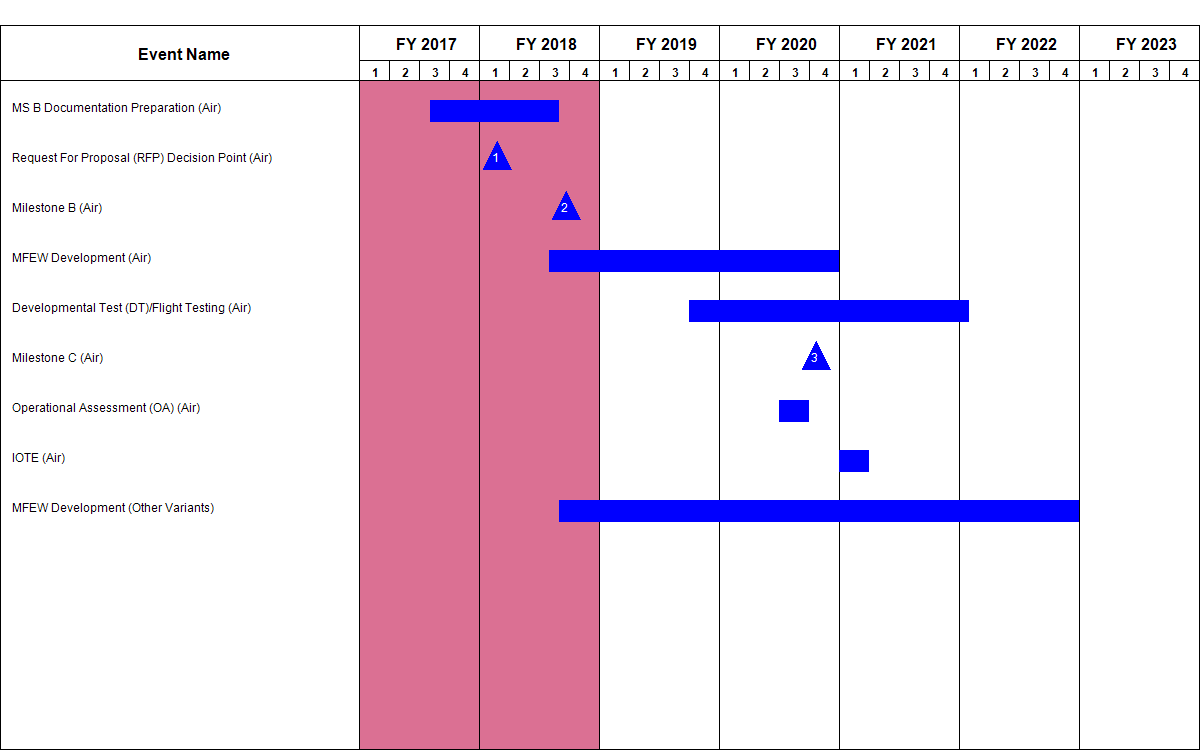 Event Name
FY 2017 FY 2018 FY 2019 FY 2020 FY 2021 FY 2022 FY 2023
1 2 3 4 1 2 3 4 1 2 3 4 1 2 3 4 1 2 3 4 1 2 3 4 1 2 3 4
MS B Documentation Preparation (Air)
Request For Proposal (RFP) Decision Point (Air) 1
Milestone B (Air) 2
MFEW Development (Air)
Developmental Test (DT)/Flight Testing (Air)
Milestone C (Air) 3
Operational Assessment (OA) (Air)
IOTE (Air)
MFEW Development (Other Variants)